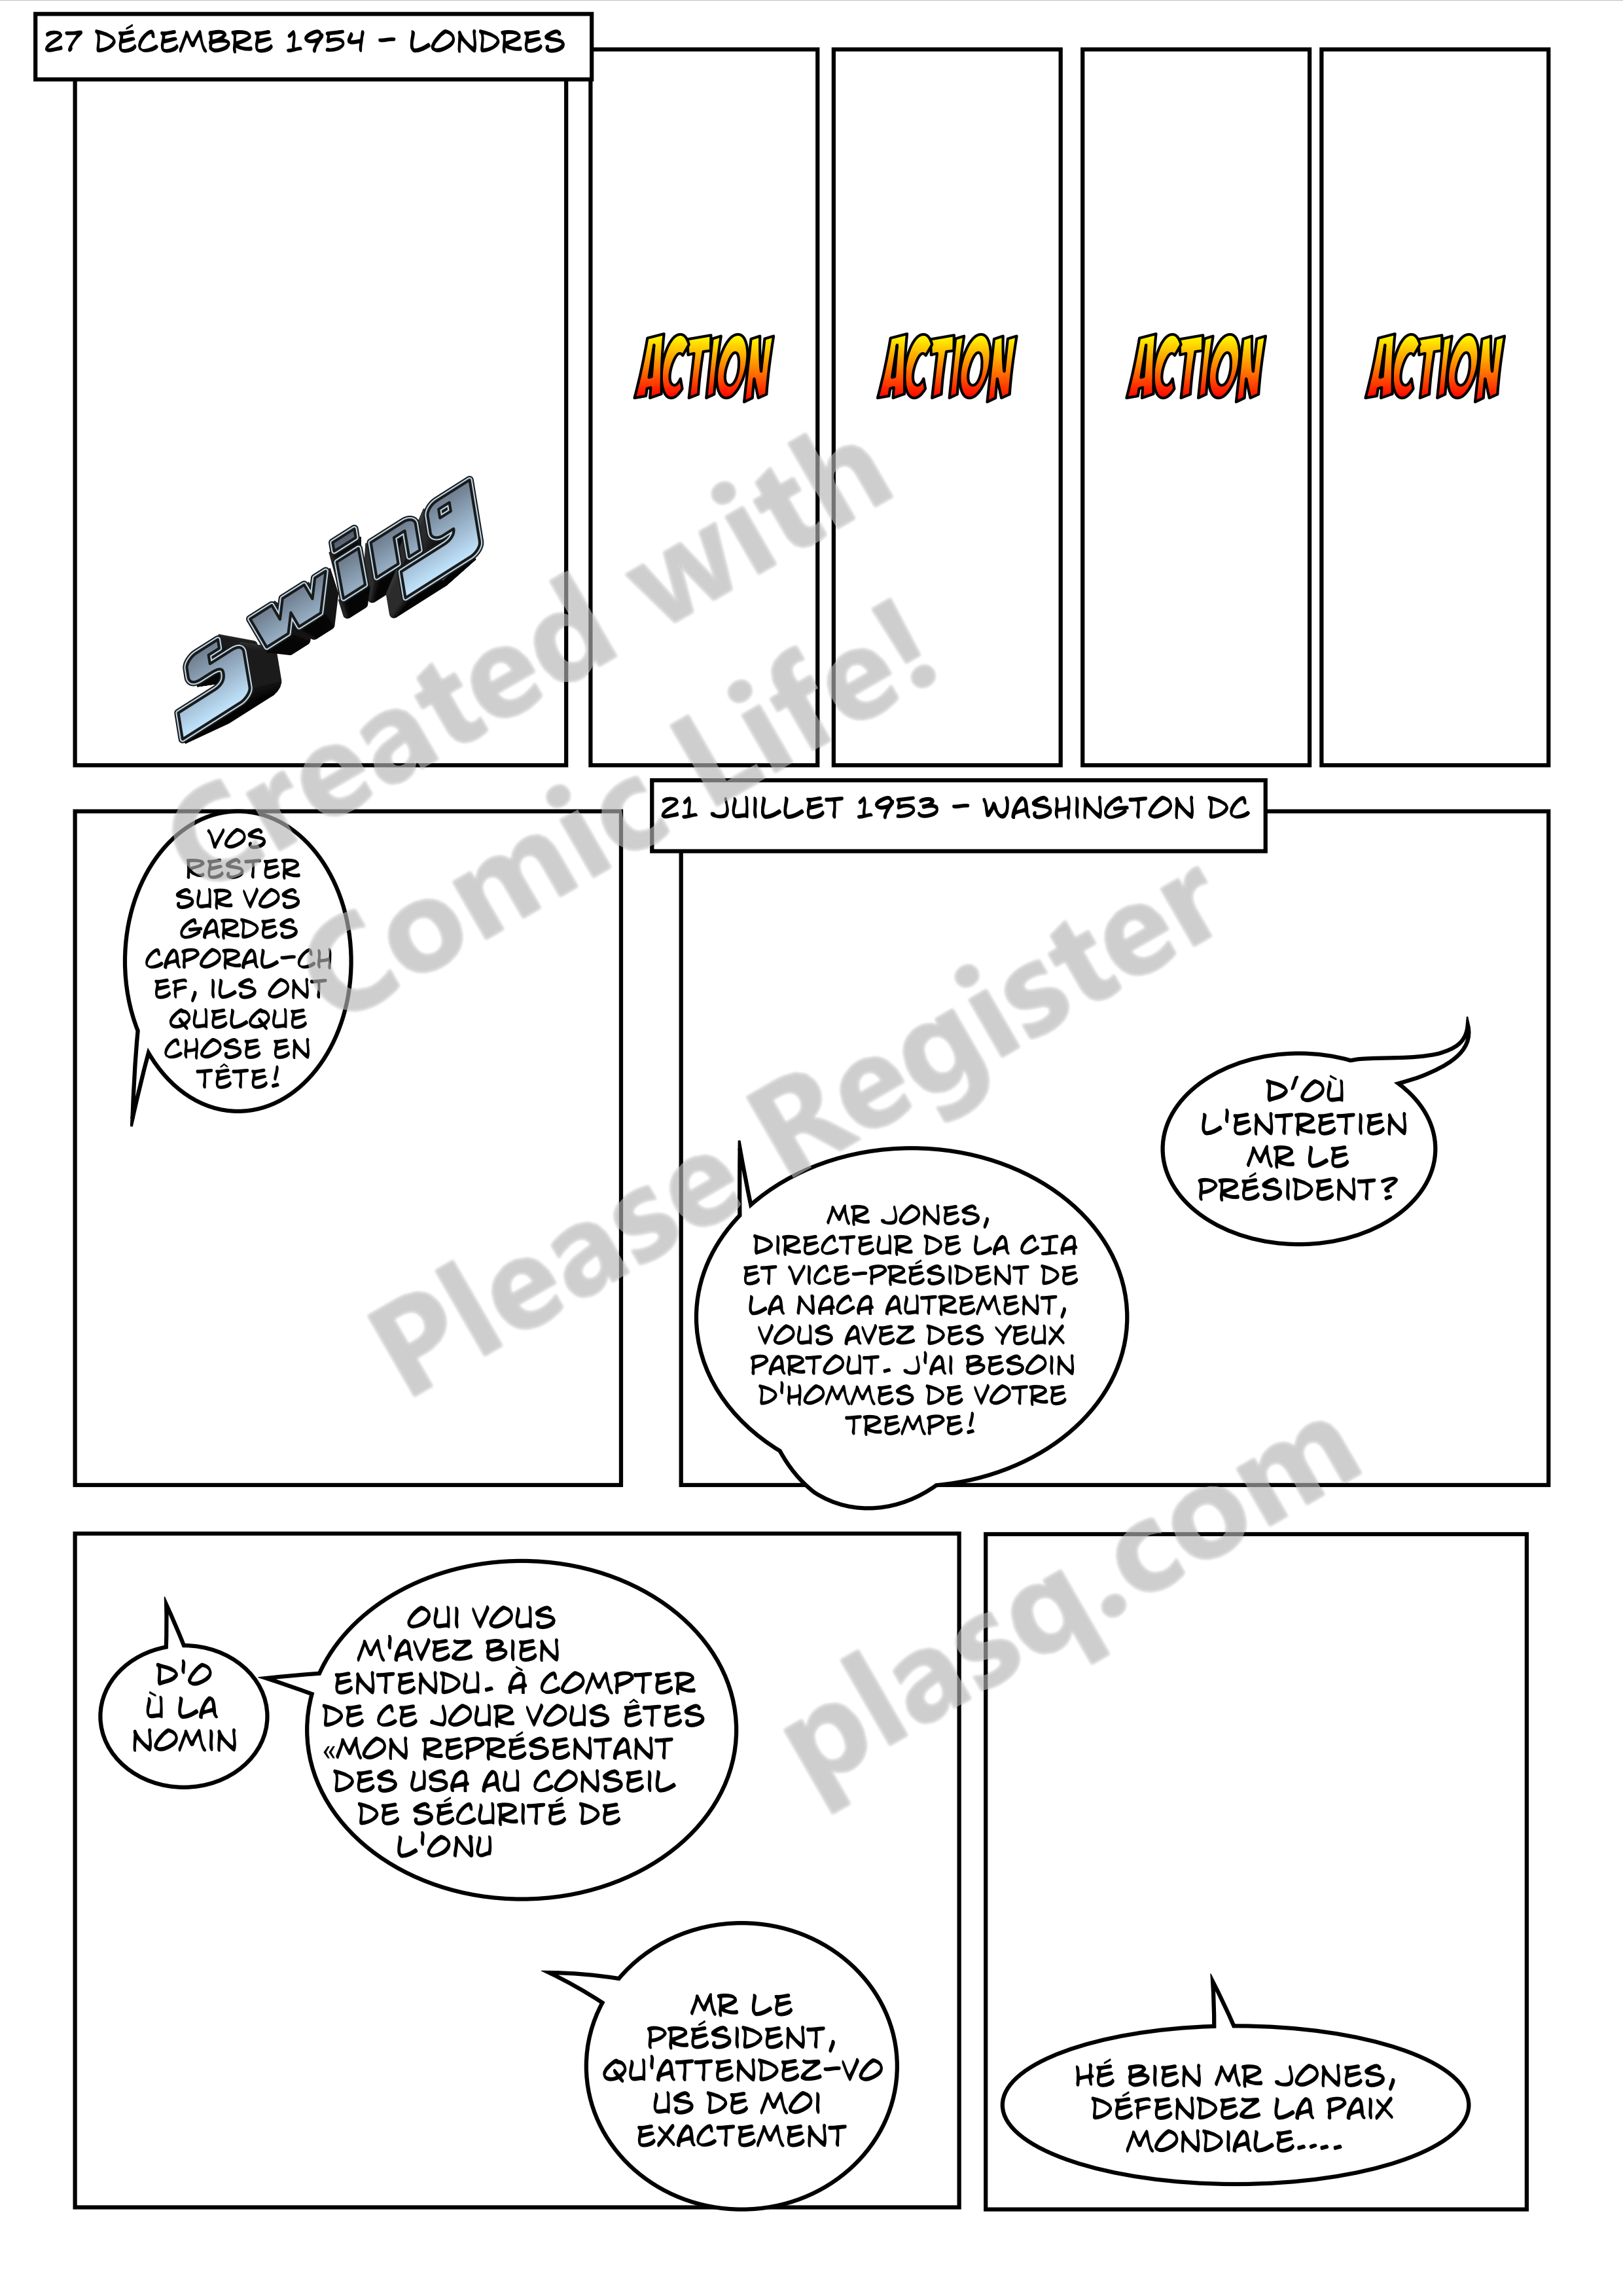 27 DÉCEMBRE 1954 - LONDRES
Swing
ACTION
ACTION
ACTION
ACTION
VOS
RESTER
SUR VOS
GARDES
CAPORAL-CH
EF, ILS ONT
QUELQUE
CHOSE EN
TÊTE!
21 JUILLET 1953 - WASHINGTON DC
D'OÙ
L'ENTRETIEN
MR LE
PRÉSIDENT?
MR JONES,
DIRECTEUR DE LA CIA
ET VICE-PRÉSIDENT DE
LA NACA AUTREMENT,
VOUS AVEZ DES YEUX
PARTOUT. J'AI BESOIN
D'HOMMES DE VOTRE
TREMPE!
D'O
Ù LA
NOMIN
OUI VOUS
M'AVEZ BIEN
ENTENDU. À COMPTER
DE CE JOUR VOUS ÊTES
«MON REPRÉSENTANT
DES USA AU CONSEIL
DE SÉCURITÉ DE
L'ONU
MR LE
PRÉSIDENT,
QU'ATTENDEZ-VO
US DE MOI
EXACTEMENT
HÉ BIEN MR JONES,
DÉFENDEZ LA PAIX
MONDIALE....
Created with
Comic Life!
Please Register
plasq.com